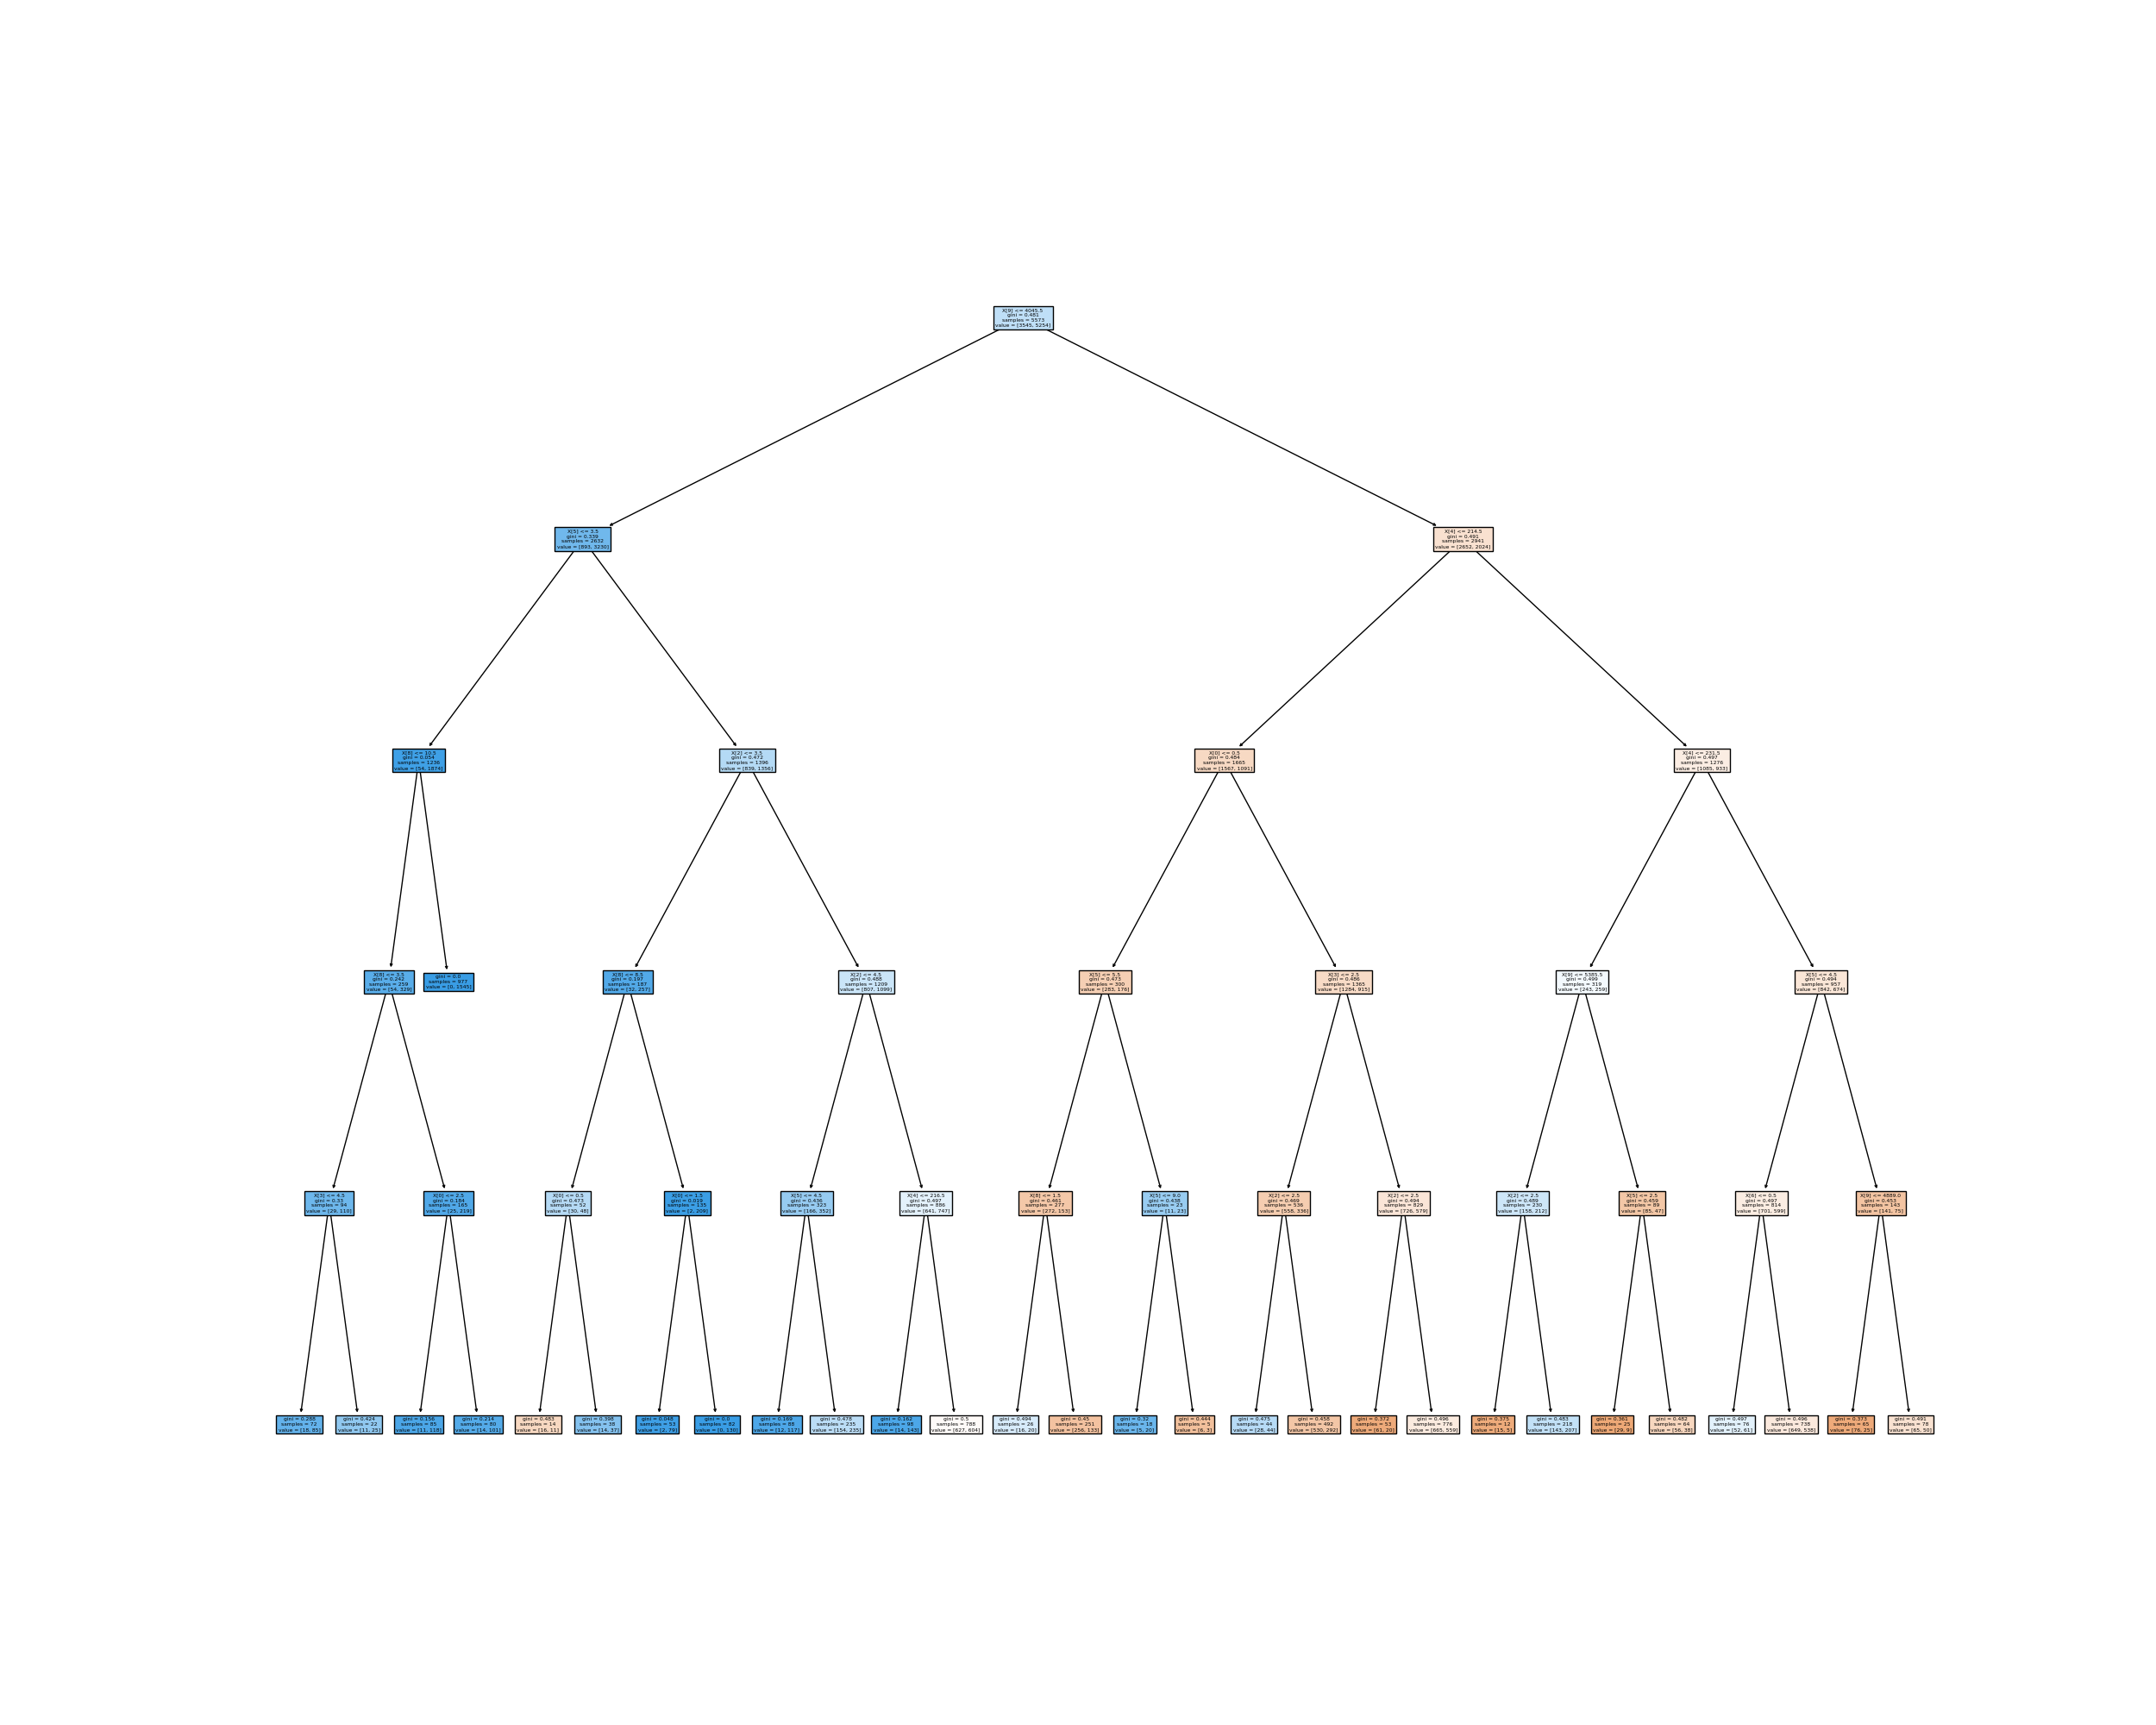 X[9] <= 4045.5
gini = 0.481
samples = 5573
value = [3545, 5254]
X[5] <= 3.5
gini = 0.339
samples = 2632
value = [893, 3230]
X[4] <= 214.5
gini = 0.491
samples = 2941
value = [2652, 2024]
X[8] <= 10.5
gini = 0.054
samples = 1236
value = [54, 1874]
X[2] <= 3.5
gini = 0.472
samples = 1396
value = [839, 1356]
X[0] <= 0.5
gini = 0.484
samples = 1665
value = [1567, 1091]
X[4] <= 231.5
gini = 0.497
samples = 1276
value = [1085, 933]
X[8] <= 3.5
gini = 0.242
samples = 259
value = [54, 329]
gini = 0.0
samples = 977
value = [0, 1545]
X[8] <= 8.5
gini = 0.197
samples = 187
value = [32, 257]
X[2] <= 4.5
gini = 0.488
samples = 1209
value = [807, 1099]
X[5] <= 5.5
gini = 0.473
samples = 300
value = [283, 176]
X[3] <= 2.5
gini = 0.486
samples = 1365
value = [1284, 915]
X[9] <= 5385.5
gini = 0.499
samples = 319
value = [243, 259]
X[5] <= 4.5
gini = 0.494
samples = 957
value = [842, 674]
X[3] <= 4.5
gini = 0.33
samples = 94
value = [29, 110]
X[0] <= 2.5
gini = 0.184
samples = 165
value = [25, 219]
X[0] <= 0.5
gini = 0.473
samples = 52
value = [30, 48]
X[0] <= 1.5
gini = 0.019
samples = 135
value = [2, 209]
X[5] <= 4.5
gini = 0.436
samples = 323
value = [166, 352]
X[4] <= 216.5
gini = 0.497
samples = 886
value = [641, 747]
X[8] <= 1.5
gini = 0.461
samples = 277
value = [272, 153]
X[5] <= 9.0
gini = 0.438
samples = 23
value = [11, 23]
X[2] <= 2.5
gini = 0.469
samples = 536
value = [558, 336]
X[2] <= 2.5
gini = 0.494
samples = 829
value = [726, 579]
X[2] <= 2.5
gini = 0.489
samples = 230
value = [158, 212]
X[5] <= 2.5
gini = 0.459
samples = 89
value = [85, 47]
X[6] <= 0.5
gini = 0.497
samples = 814
value = [701, 599]
X[9] <= 4889.0
gini = 0.453
samples = 143
value = [141, 75]
gini = 0.288
samples = 72
value = [18, 85]
gini = 0.424
samples = 22
value = [11, 25]
gini = 0.156
samples = 85
value = [11, 118]
gini = 0.214
samples = 80
value = [14, 101]
gini = 0.483
samples = 14
value = [16, 11]
gini = 0.398
samples = 38
value = [14, 37]
gini = 0.048
samples = 53
value = [2, 79]
gini = 0.0
samples = 82
value = [0, 130]
gini = 0.169
samples = 88
value = [12, 117]
gini = 0.478
samples = 235
value = [154, 235]
gini = 0.162
samples = 98
value = [14, 143]
gini = 0.5
samples = 788
value = [627, 604]
gini = 0.494
samples = 26
value = [16, 20]
gini = 0.45
samples = 251
value = [256, 133]
gini = 0.32
samples = 18
value = [5, 20]
gini = 0.444
samples = 5
value = [6, 3]
gini = 0.475
samples = 44
value = [28, 44]
gini = 0.458
samples = 492
value = [530, 292]
gini = 0.372
samples = 53
value = [61, 20]
gini = 0.496
samples = 776
value = [665, 559]
gini = 0.375
samples = 12
value = [15, 5]
gini = 0.483
samples = 218
value = [143, 207]
gini = 0.361
samples = 25
value = [29, 9]
gini = 0.482
samples = 64
value = [56, 38]
gini = 0.497
samples = 76
value = [52, 61]
gini = 0.496
samples = 738
value = [649, 538]
gini = 0.373
samples = 65
value = [76, 25]
gini = 0.491
samples = 78
value = [65, 50]